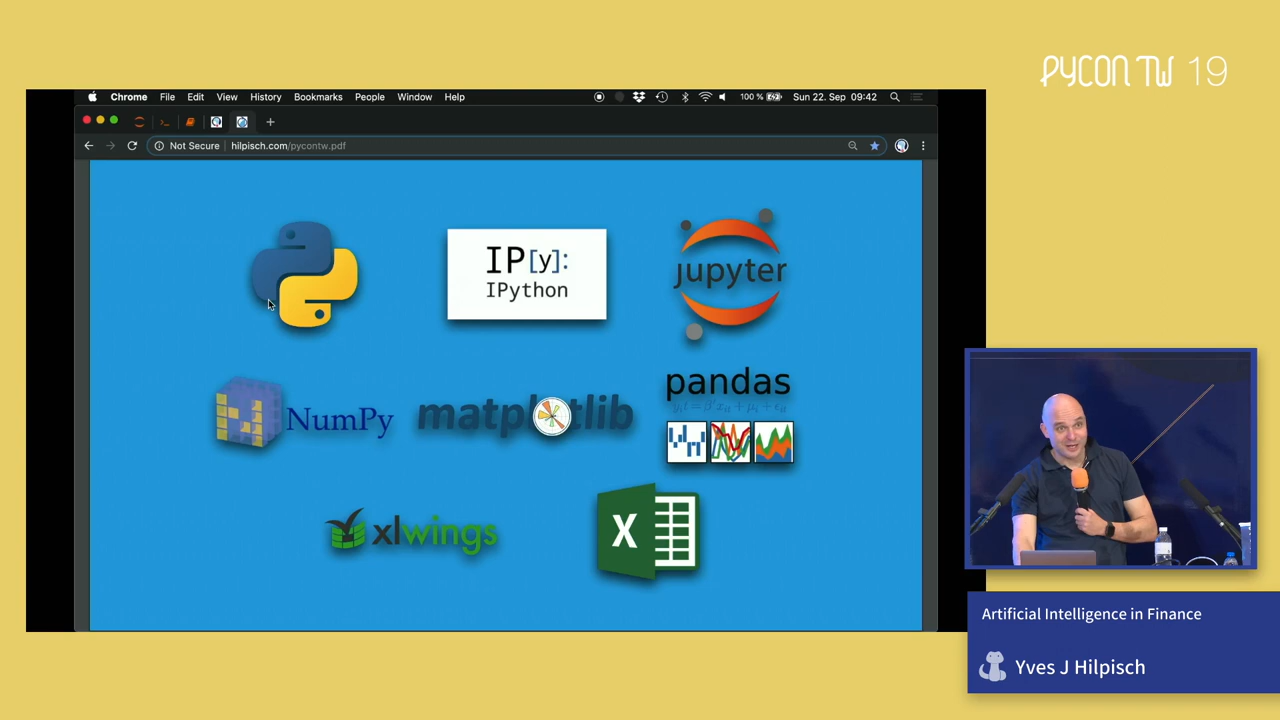 PYCON TW 19
Chrome File Edit View History Bookmarks People Window Help 100 % Sun 22. Sep 09:42
Not Secure hilpisch.com/pycontw.pdf
IP[y]:
IPython
jupyter
NumPy
matplotlib
pandas
xlwings
X
Artificial Intelligence in Finance
Yves J Hilpisch